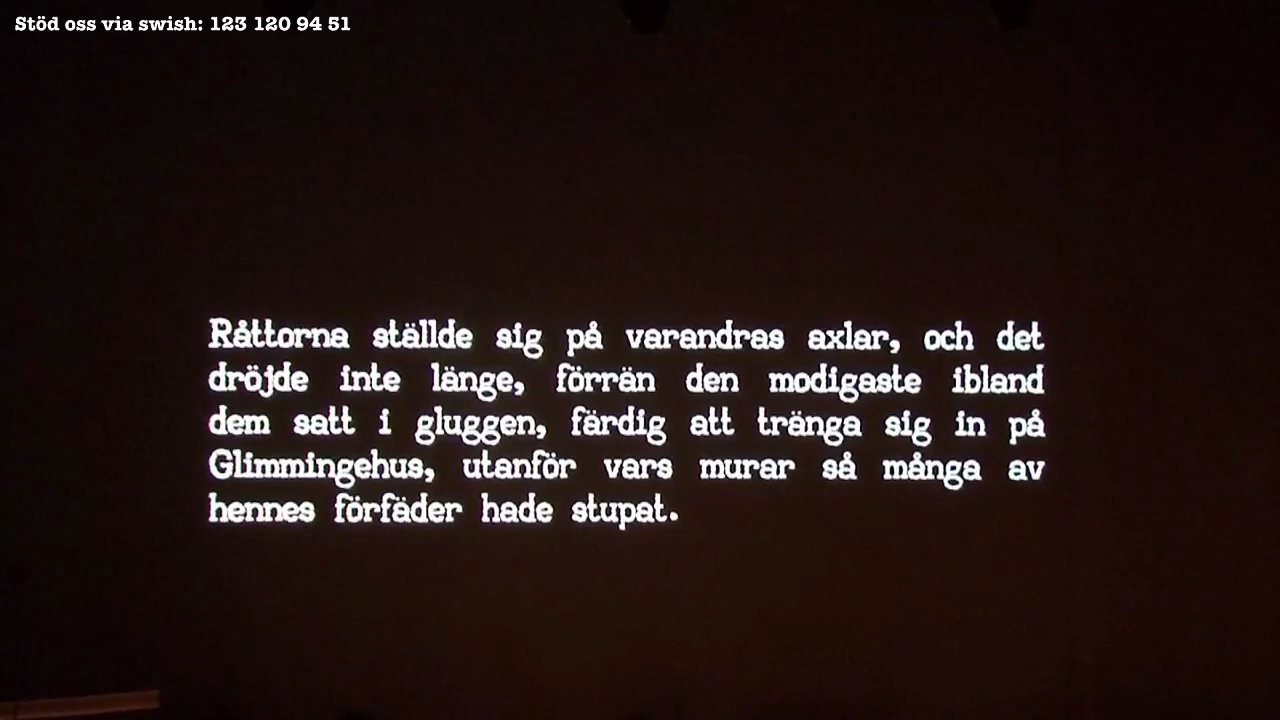 Stöd oss via swish: 123 120 94 51
Råttorna ställde sig på varandras axlar, och det
dröjde inte länge, förrän den modigaste ibland
dem satt i gluggen, färdig att tränga sig in på
Glimmingehus, utanför vars murar så många av
hennes förfäder hade stupat.